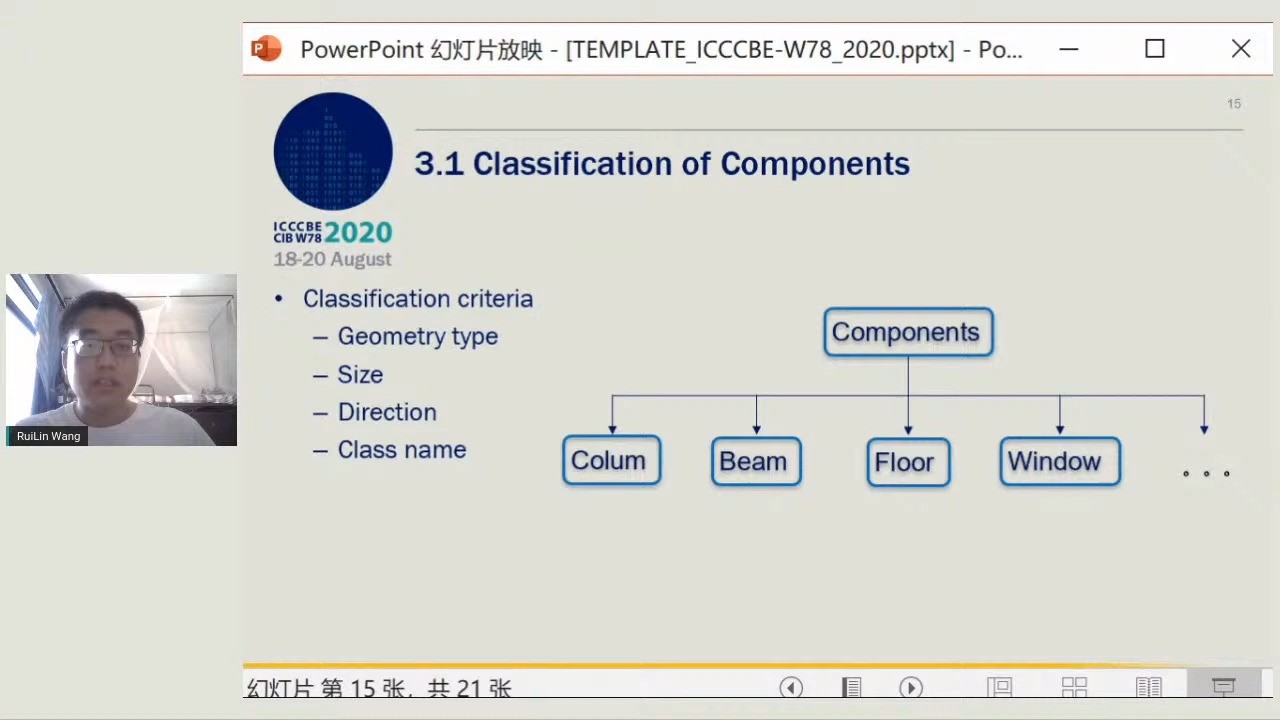 PowerPoint 幻灯片放映 - [TEMPLATE_ICCCBE-W78_2020.pptx] - Po...
15
3.1 Classification of Components
ICCCBE
CIB W78 2020
18-20 August
• Classification criteria
– Geometry type
– Size
– Direction
– Class name
Components
Colum
Beam
Floor
Window
。。。
RuiLin Wang
幻灯片 第 15 张，共 21 张